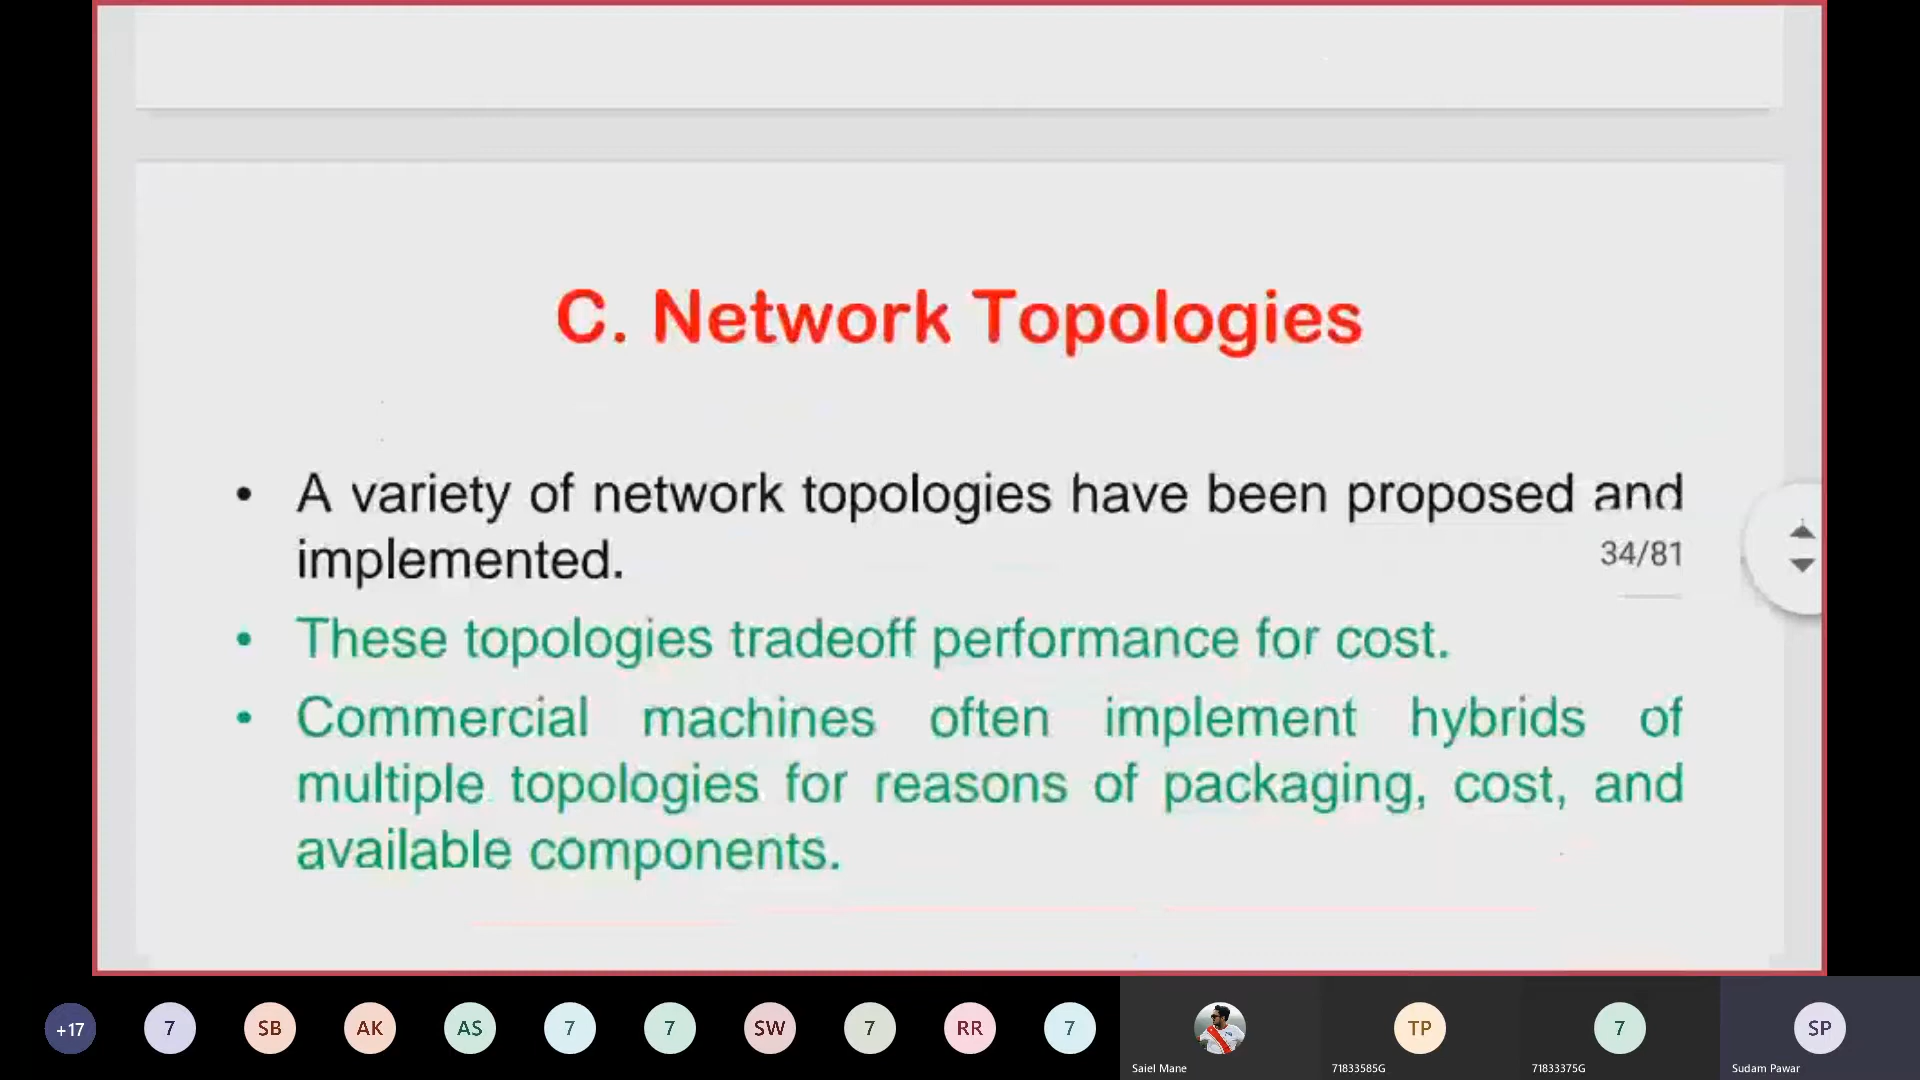 C. Network Topologies
• A variety of network topologies have been proposed and
implemented.
34/81
• These topologies tradeoff performance for cost.
• Commercial machines often implement hybrids of
multiple topologies for reasons of packaging, cost, and
available components.
+17
7
SB
AK
AS
7
7
SW
7
RR
7
TP
7
SP
Saiel Mane
71833585G
71833375G
Sudam Pawar